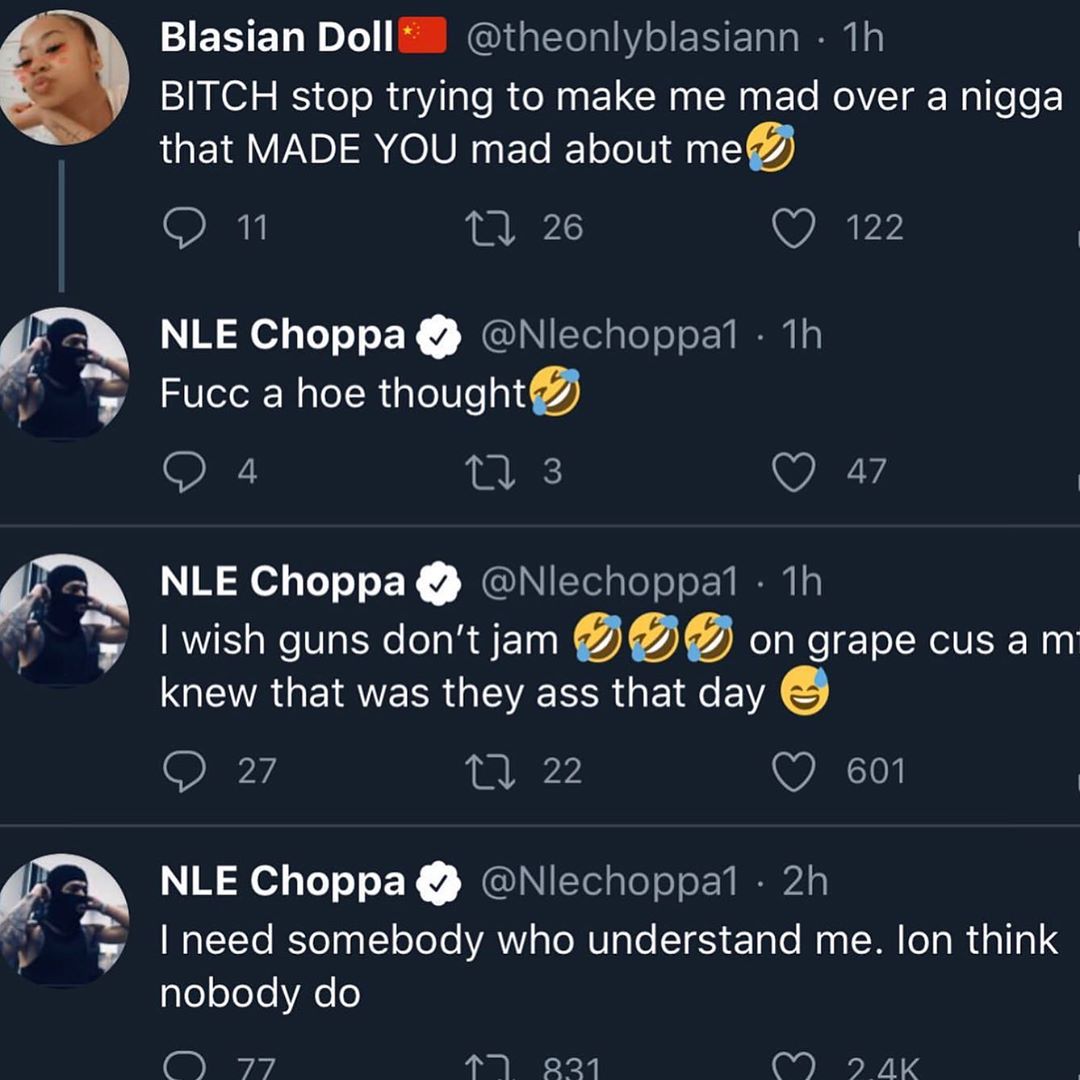 Blasian Doll🇨🇳 @theonlyblasiann · 1h
BITCH stop trying to make me mad over a nigga
that MADE YOU mad about me🤣
11 26 122
NLE Choppa @Nlechoppa1 · 1h
Fucc a hoe thought🤣
4 3 47
NLE Choppa @Nlechoppa1 · 1h
I wish guns don’t jam 🤣🤣🤣 on grape cus a
knew that was they ass that day 😅
27 22 601
NLE Choppa @Nlechoppa1 · 2h
I need somebody who understand me. Ion think
nobody do
77 831 2.4K